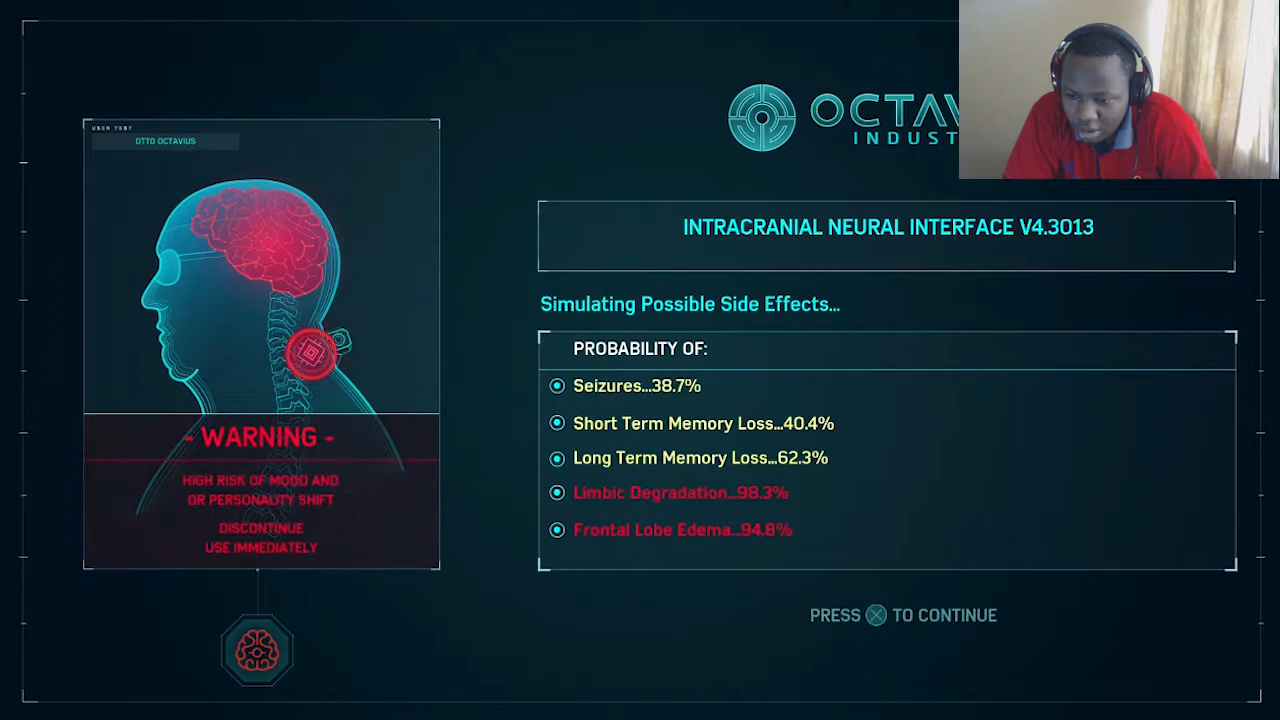 USER TEST
OTTO OCTAVIUS
- WARNING -
HIGH RISK OF MOOD AND
OR PERSONALITY SHIFT
DISCONTINUE
USE IMMEDIATELY
OCTAV
INDUST
INTRACRANIAL NEURAL INTERFACE V4.3013
Simulating Possible Side Effects...
PROBABILITY OF:
Seizures...38.7%
Short Term Memory Loss...40.4%
Long Term Memory Loss...62.3%
Limbic Degradation...98.3%
Frontal Lobe Edema...94.8%
PRESS X TO CONTINUE